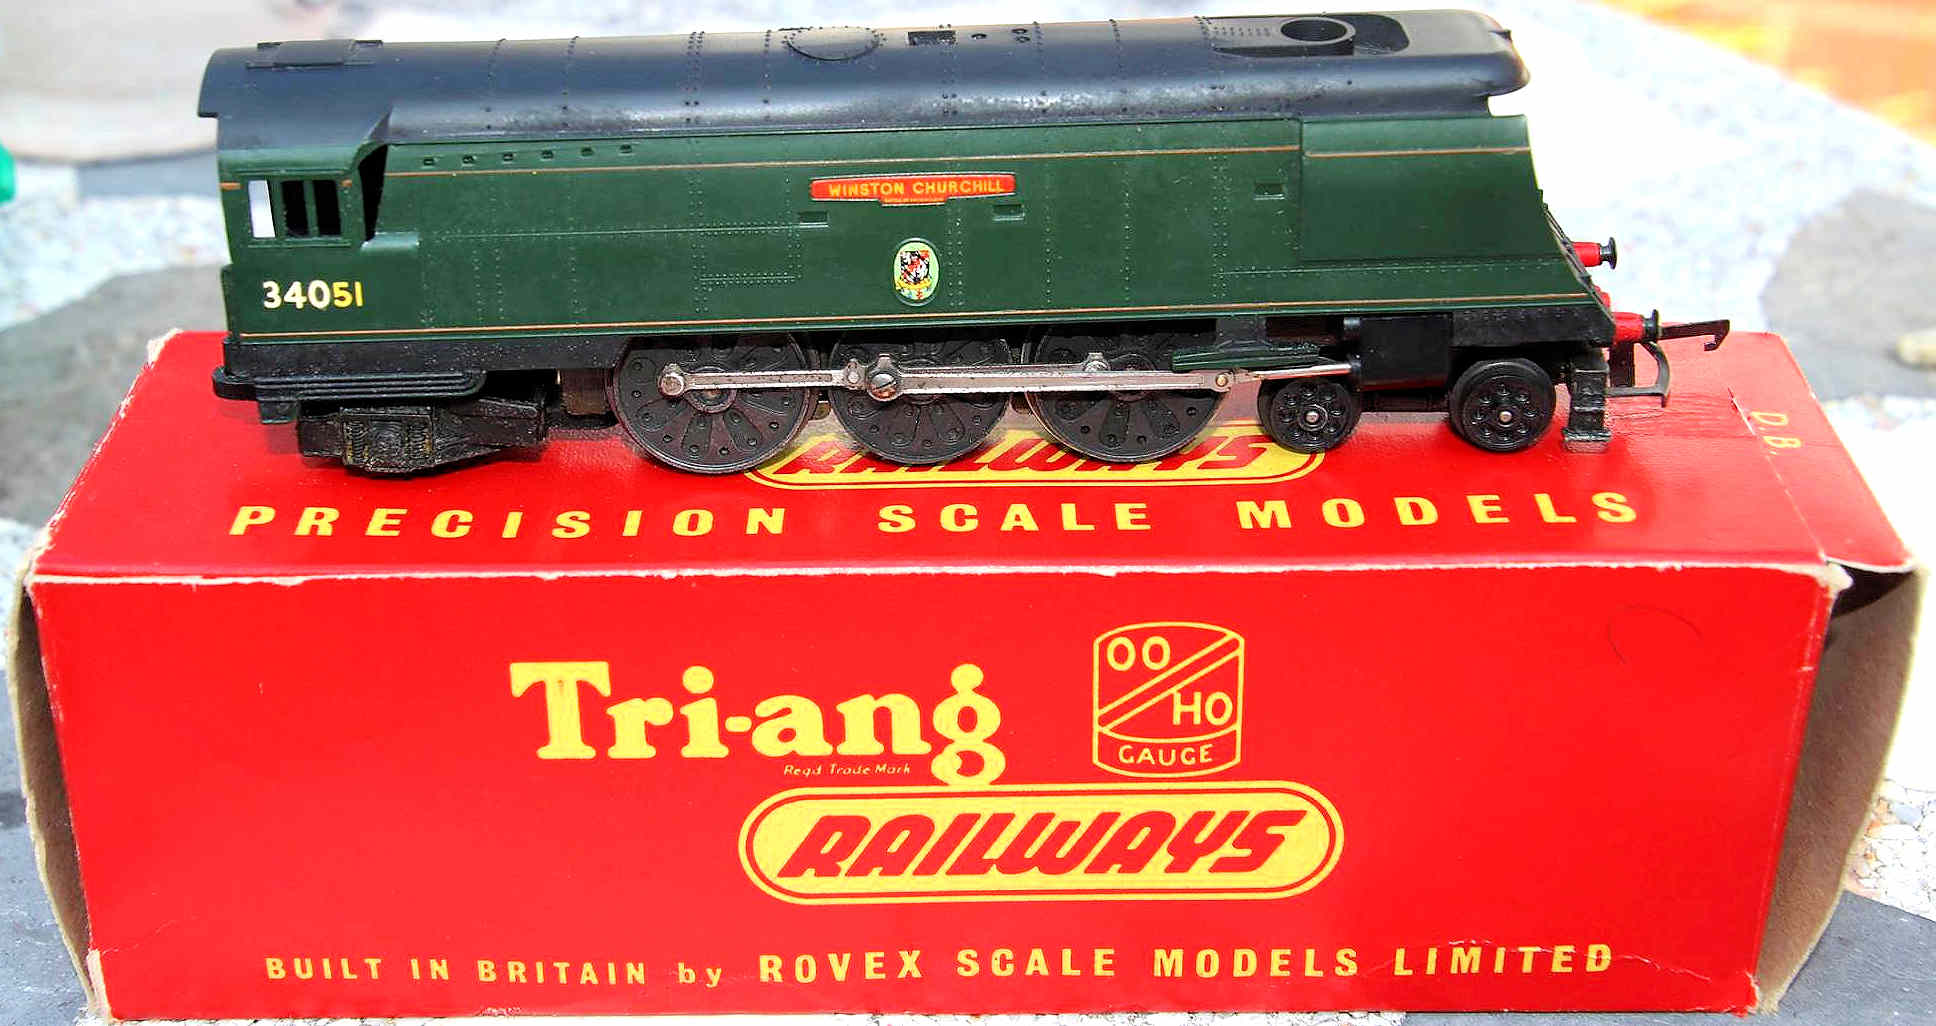 WINSTON CHURCHILL
34051
RAILWAYS
D.B.
PRECISION SCALE MODELS
Tri-ang
Regd Trade Mark
OO
HO
GAUGE
RAILWAYS
BUILT IN BRITAIN by ROVEX SCALE MODELS LIMITED